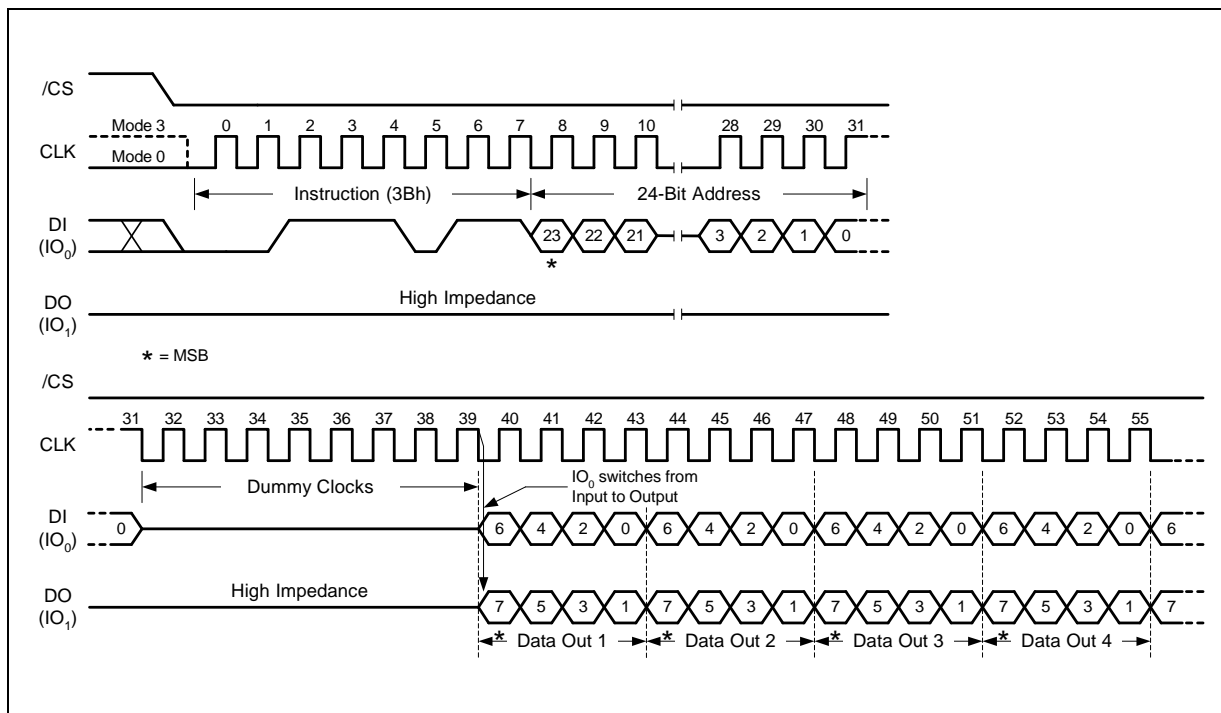 /CS
Mode 3 0 1 2 3 4 5 6 7 8 9 10 28 29 30 31
CLK
Mode 0
Instruction (3Bh) 24-Bit Address
DI
(IO0) 23 22 21 3 2 1 0
*
DO
(IO1)
High Impedance
* = MSB
/CS
31 32 33 34 35 36 37 38 39 40 41 42 43 44 45 46 47 48 49 50 51 52 53 54 55
CLK
Dummy Clocks
IO0 switches from
Input to Output
DI
(IO0) 0 6 4 2 0 6 4 2 0 6 4 2 0 6 4 2 0 6
High Impedance
DO
(IO1) 7 5 3 1 7 5 3 1 7 5 3 1 7 5 3 1 7
* Data Out 1 * Data Out 2 * Data Out 3 * Data Out 4